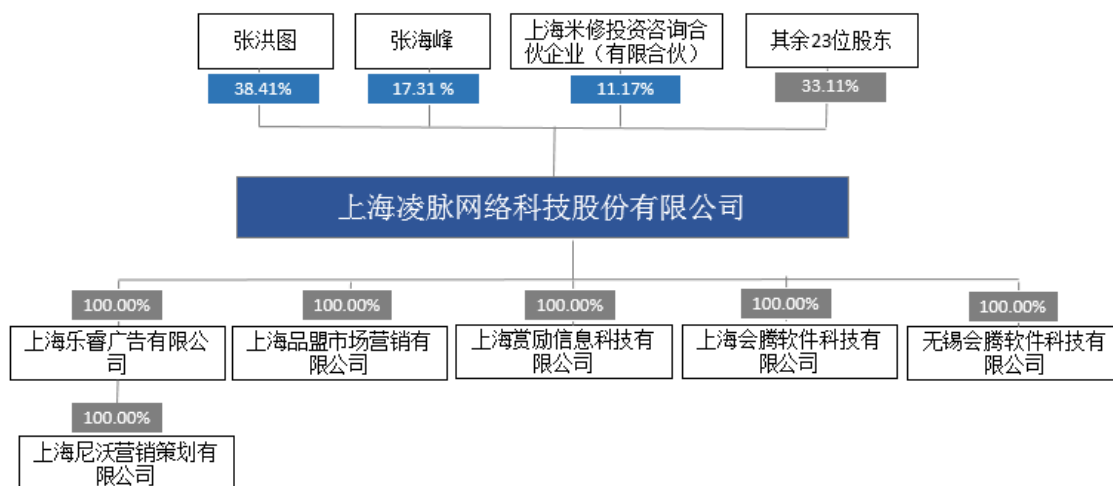 张洪图
张海峰
上海米修投资咨询合
伙企业（有限合伙）
其余23位股东
38.41%
17.31 %
11.17%
33.11%
上海凌脉网络科技股份有限公司
100.00%
100.00%
100.00%
100.00%
100.00%
上海乐睿广告有限公
司
上海品盟市场营销有
限公司
上海赏励信息科技有
限公司
上海会腾软件科技有
限公司
无锡会腾软件科技有
限公司
100.00%
上海尼沃营销策划有
限公司